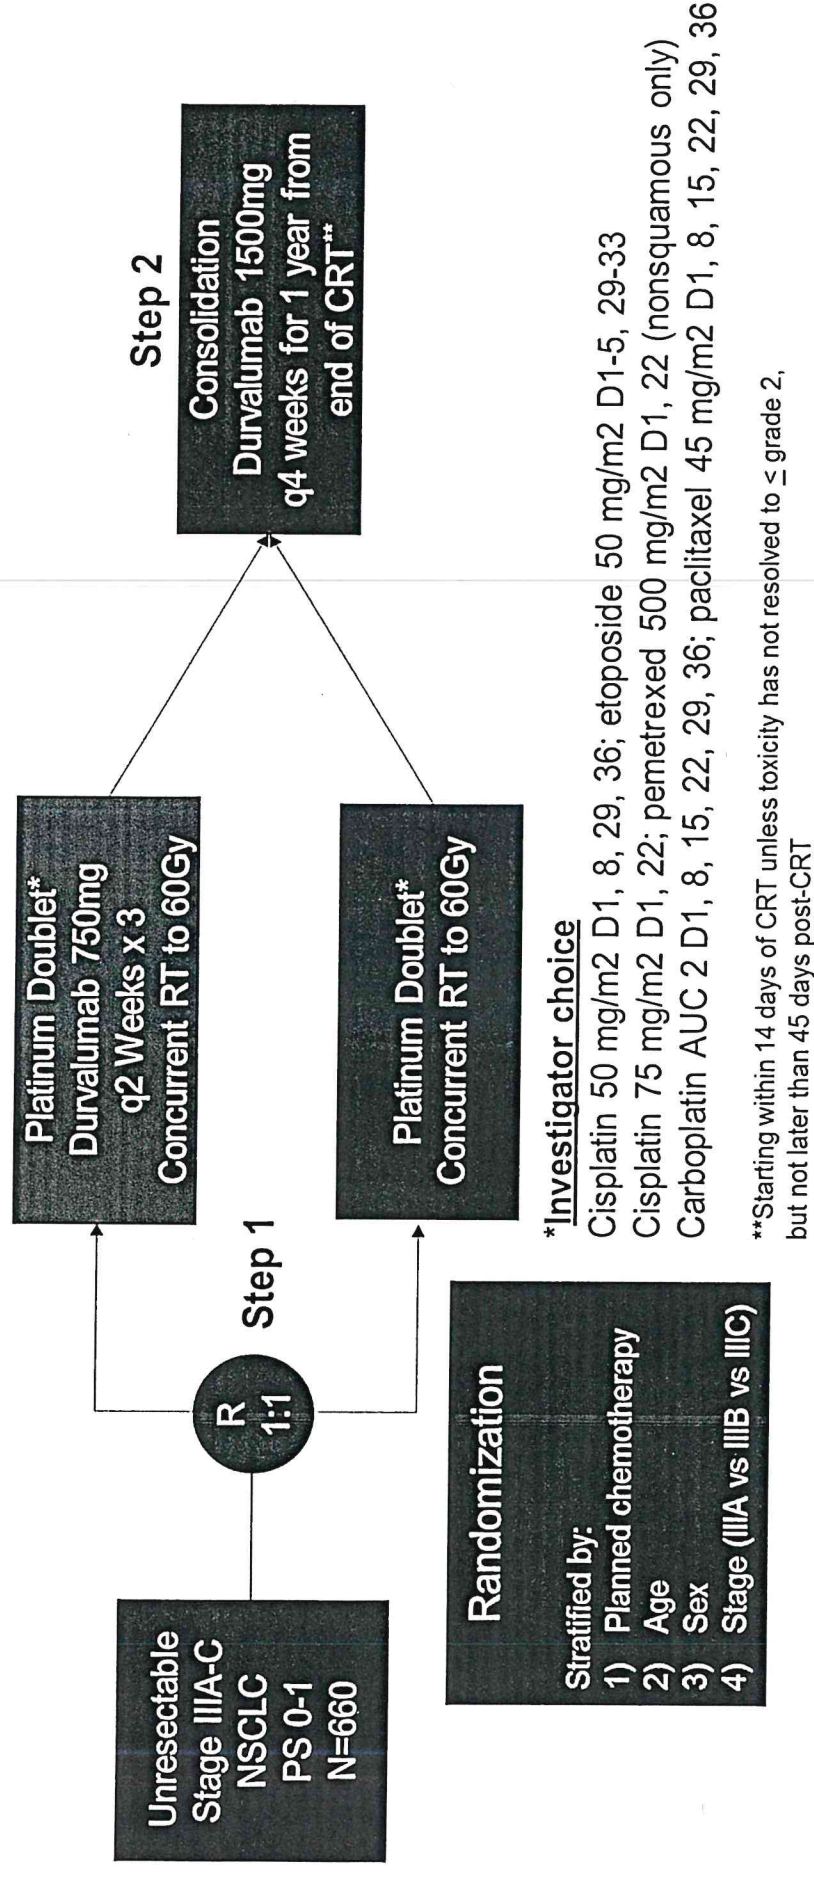 Unresectable
Stage IIIA-C
NSCLC
PS 0-1
N=660
R
1:1
Step 1
Platinum Doublet*
Durvalumab 750mg
q2 Weeks x 3
Concurrent RT to 60Gy
Platinum Doublet*
Concurrent RT to 60Gy
Step 2
Consolidation
Durvalumab 1500mg
q4 weeks for 1 year from
end of CRT**
Randomization
Stratified by:
1) Planned chemotherapy
2) Age
3) Sex
4) Stage (IIIA vs IIIB vs IIIC)
*Investigator choice
Cisplatin 50 mg/m2 D1, 8, 29, 36; etoposide 50 mg/m2 D1-5, 29-33
Cisplatin 75 mg/m2 D1, 22; pemetrexed 500 mg/m2 D1, 22 (nonsquamous only)
Carboplatin AUC 2 D1, 8, 15, 22, 29, 36; paclitaxel 45 mg/m2 D1, 8, 15, 22, 29, 36
**Starting within 14 days of CRT unless toxicity has not resolved to ≤ grade 2,
but not later than 45 days post-CRT